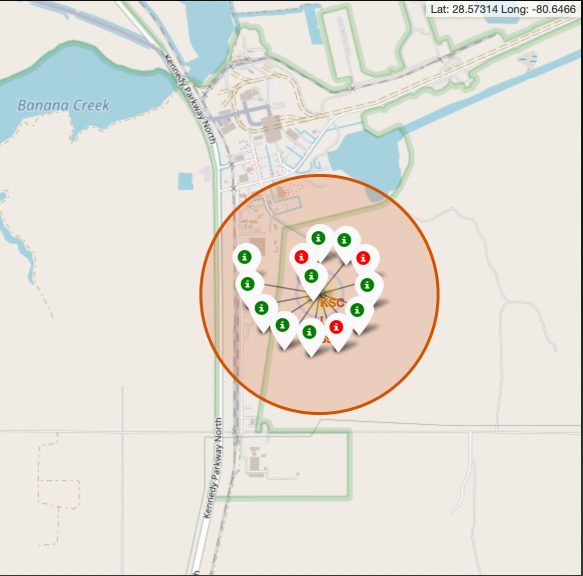 Lat: 28.57314 Long: -80.6466
Kennedy Parkway North
Banana Creek
KSC
Kennedy Parkway North